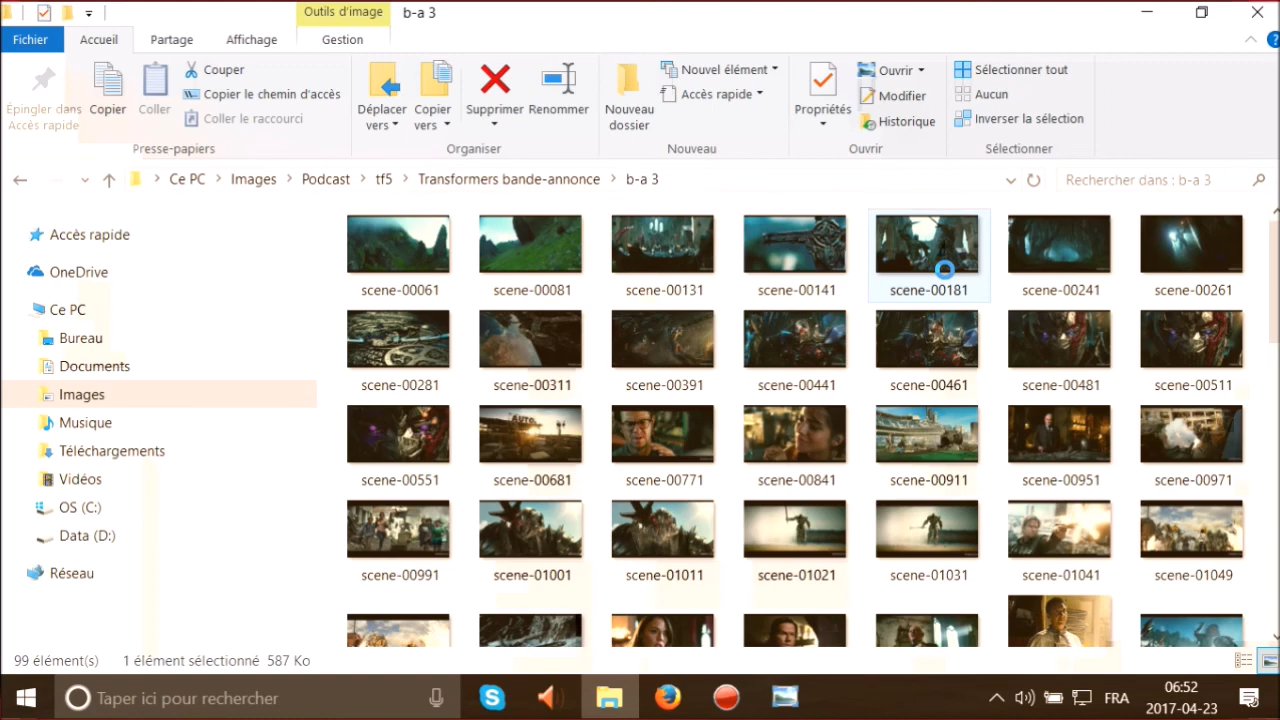 Outils d'image
b-a 3
Fichier
Accueil
Partage
Affichage
Gestion
Épingler dans
Accès rapide
Copier
Coller
Couper
Copier le chemin d'accès
Coller le raccourci
Presse-papiers
Déplacer
vers
Copier
vers
Supprimer
Renommer
Organiser
Nouveau
dossier
Nouvel élément
Accès rapide
Nouveau
Propriétés
Ouvrir
Modifier
Historique
Ouvrir
Sélectionner tout
Aucun
Inverser la sélection
Sélectionner
Ce PC > Images > Podcast > tf5 > Transformers bande-annonce > b-a 3
Rechercher dans : b-a 3
Accès rapide
OneDrive
Ce PC
Bureau
Documents
Images
Musique
Téléchargements
Vidéos
OS (C:)
Data (D:)
Réseau
scene-00061 scene-00081 scene-00131 scene-00141 scene-00181 scene-00241 scene-00261
scene-00281 scene-00311 scene-00391 scene-00441 scene-00461 scene-00481 scene-00511
AUTO
scene-00551 scene-00681 scene-00771 scene-00841 scene-00911 scene-00951 scene-00971
scene-00991 scene-01001 scene-01011 scene-01021 scene-01031 scene-01041 scene-01049
99 élément(s) 1 élément sélectionné 587 Ko
Taper ici pour rechercher
FRA
06:52
2017-04-23